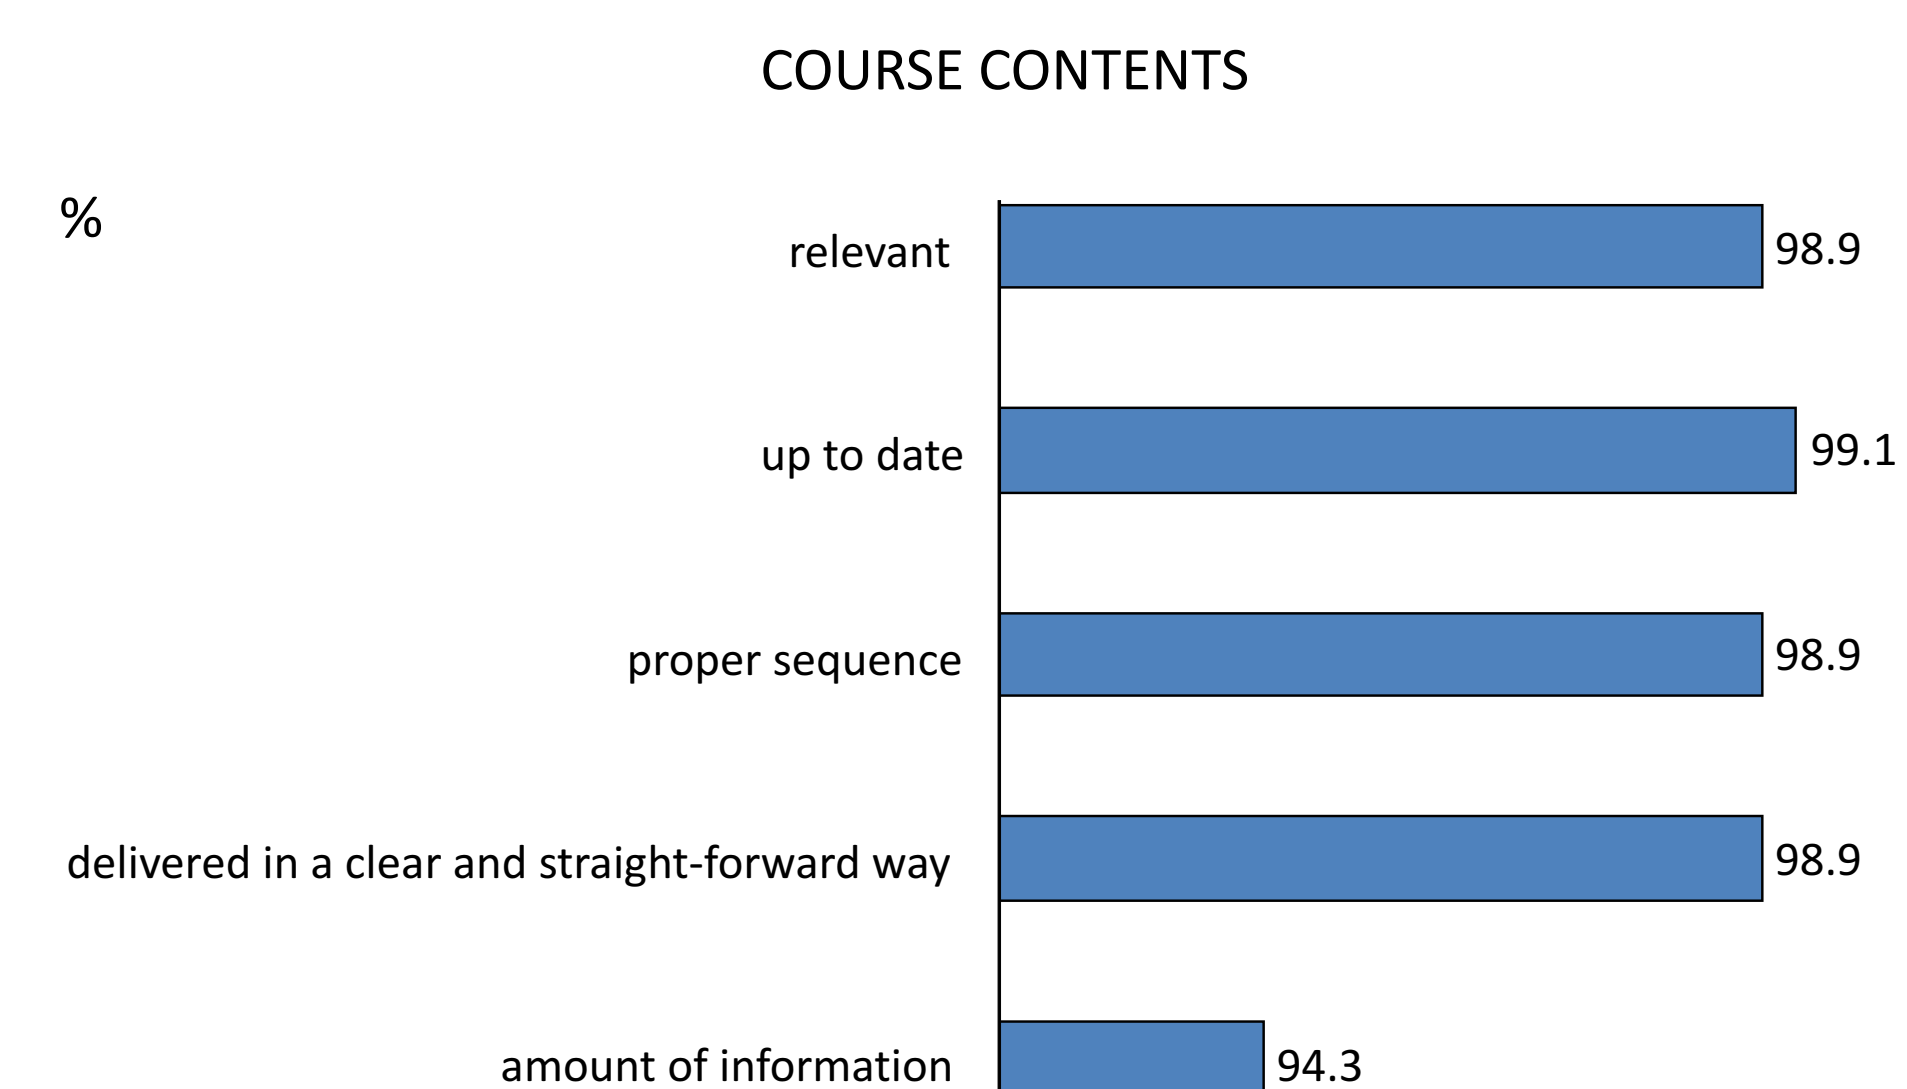 COURSE CONTENTS
%
relevant 98.9
up to date 99.1
proper sequence 98.9
delivered in a clear and straight-forward way 98.9
amount of information 94.3